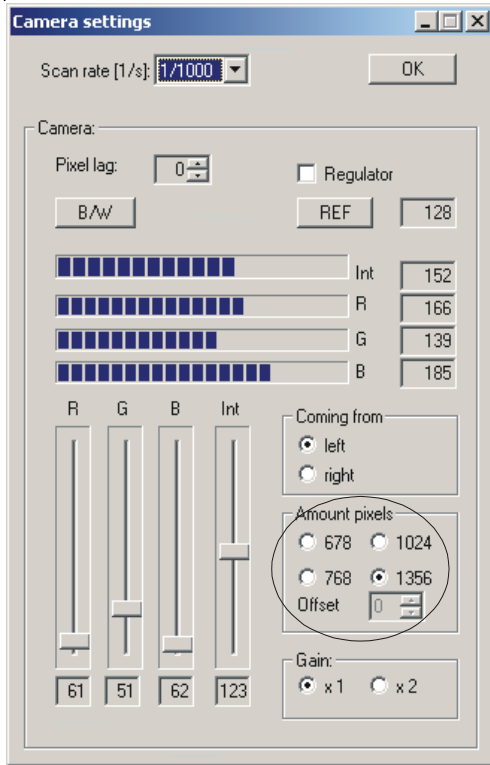 Camera settings
Scan rate [1/s]: 1/1000 OK
Camera:
Pixel lag: 0 Regulator
B/W REF 128
Int 152
R 166
G 139
B 185
R G B Int
61 51 62 123
Coming from
left
right
Amount pixels
678 1024
768 1356
Offset 0
Gain:
x 1 x 2